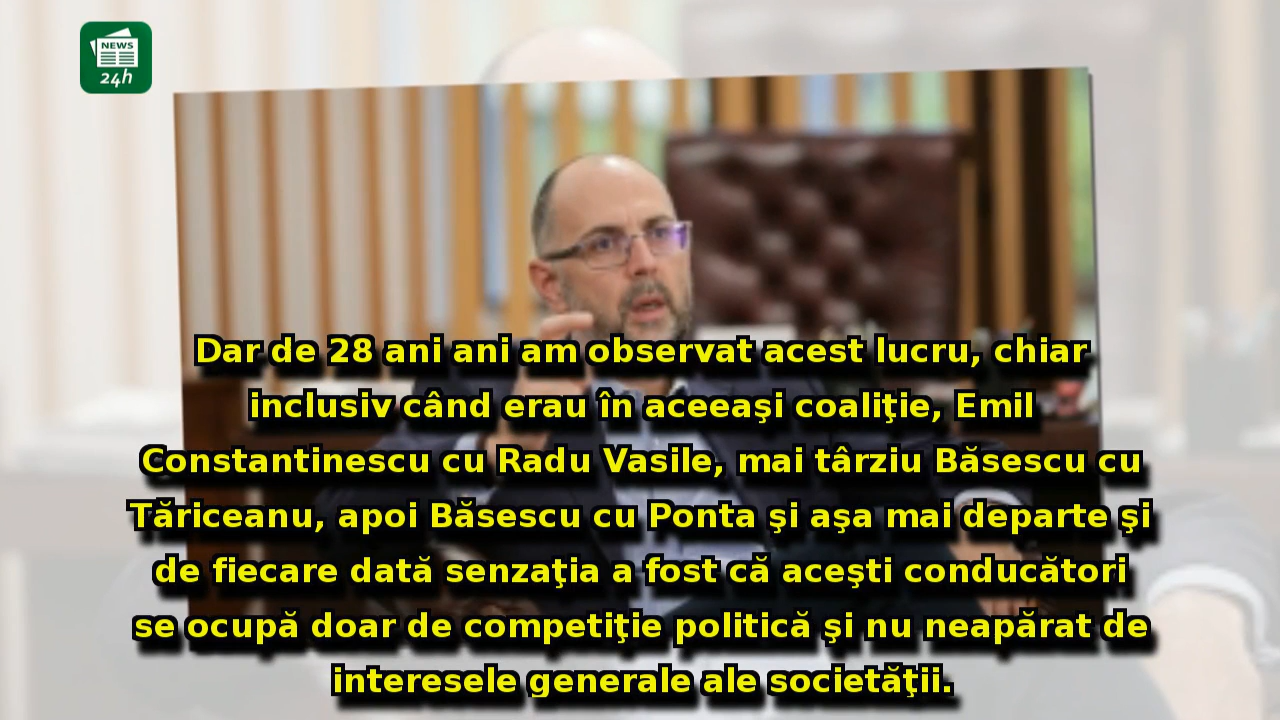 NEWS
24h
Dar de 28 ani ani am observat acest lucru, chiar
inclusiv când erau în aceeaşi coaliţie, Emil
Constantinescu cu Radu Vasile, mai târziu Băsescu cu
Tăriceanu, apoi Băsescu cu Ponta şi aşa mai departe şi
de fiecare dată senzaţia a fost că aceşti conducători
se ocupă doar de competiţie politică şi nu neapărat de
interesele generale ale societăţii.